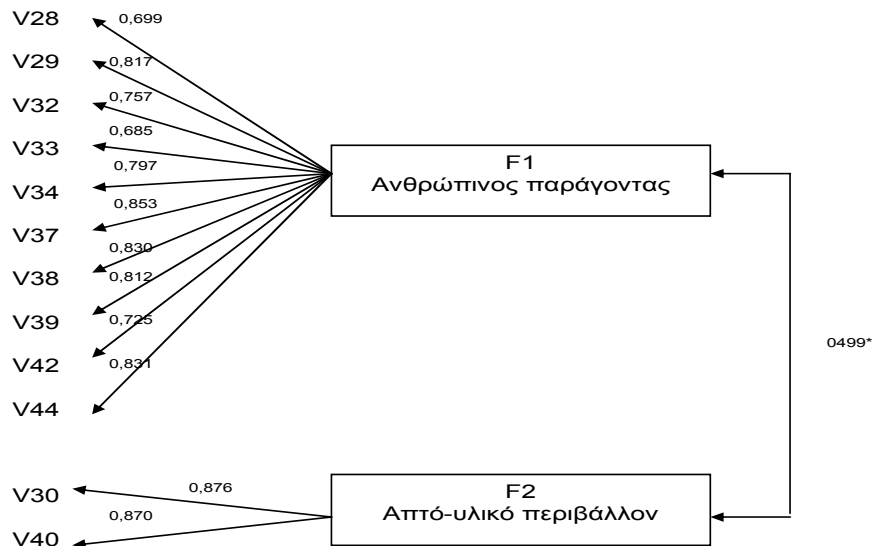 V28
0,699
V29
0,817
V32
0,757
V33
0,685
V34
0,797
V37
0,853
V38
0,830
V39
0,812
V42
0,725
V44
0,831
F1
Ανθρώπινος παράγοντας
0499*
V30
0,876
V40
0,870
F2
Απτό-υλικό περιβάλλον